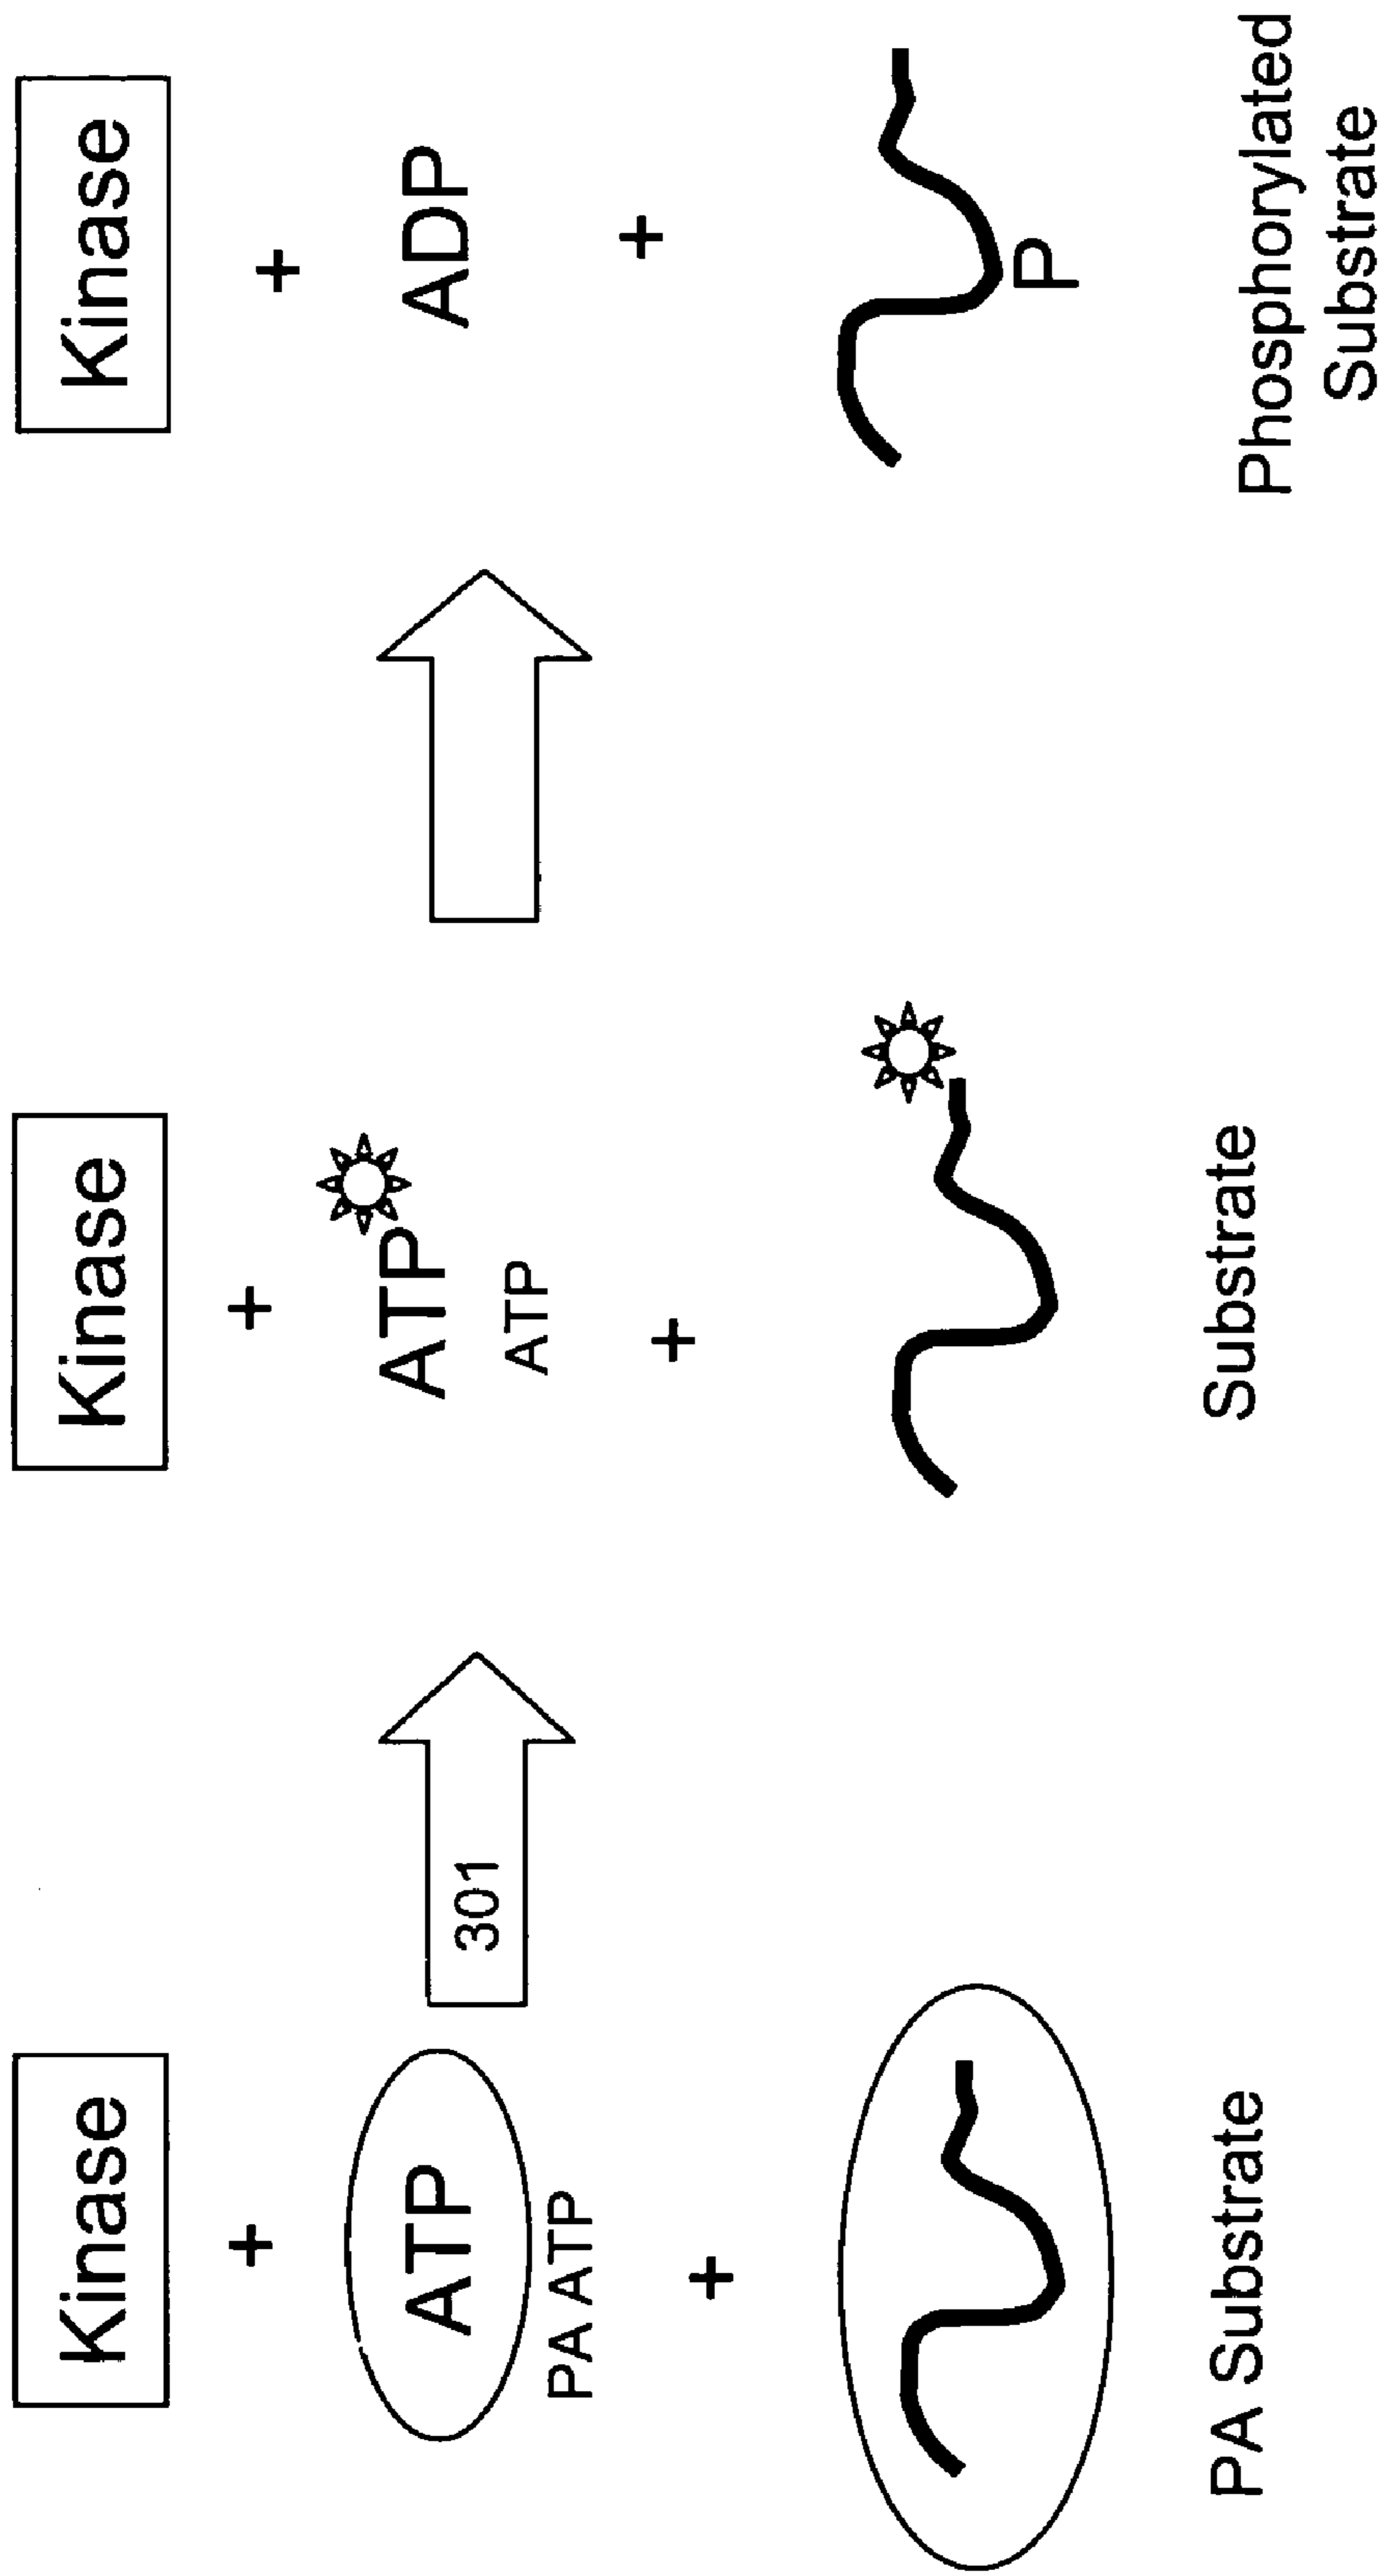 Kinase
+
ATP
PA ATP
+
PA Substrate
301
Kinase
+
ATP
ATP
+
Substrate
Kinase
+
ADP
+
P
Phosphorylated
Substrate